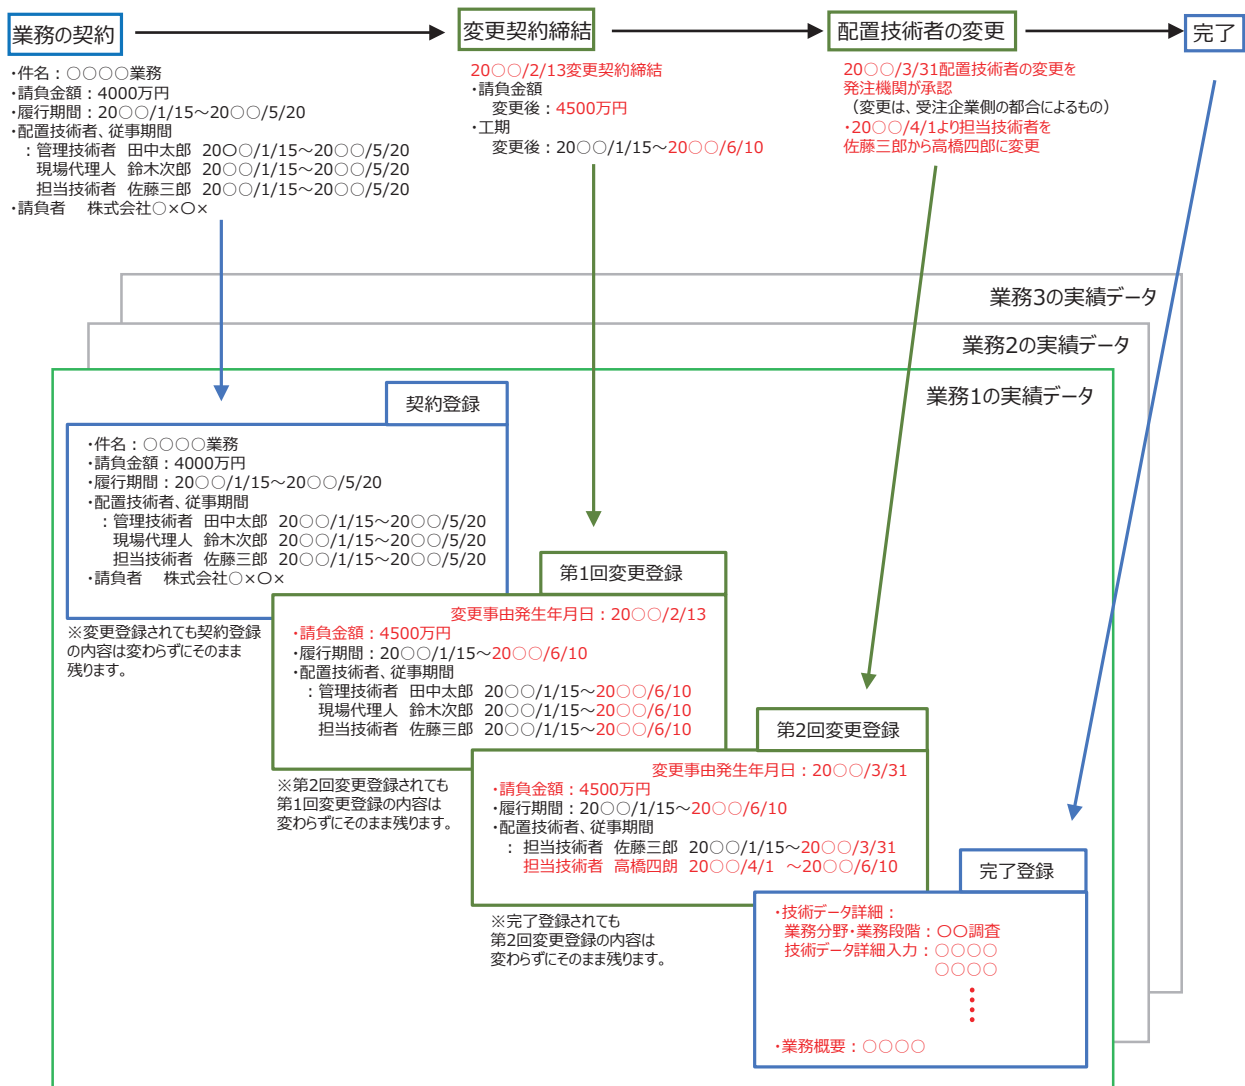 業務の契約
・件名：○○○○業務
・請負金額：4000万円
・履行期間：20○○/1/15～20○○/5/20
・配置技術者、従事期間
：管理技術者 田中太郎 20○○/1/15～20○○/5/20
現場代理人 鈴木次郎 20○○/1/15～20○○/5/20
担当技術者 佐藤三郎 20○○/1/15～20○○/5/20
・請負者 株式会社○×○×
変更契約締結
20○○/2/13変更契約締結
・請負金額
変更後：4500万円
・工期
変更後：20○○/1/15～20○○/6/10
配置技術者の変更
20○○/3/31配置技術者の変更を
発注機関が承認
（変更は、受注企業側の都合によるもの）
・20○○/4/1より担当技術者を
佐藤三郎から高橋四郎に変更
完了
業務3の実績データ
業務2の実績データ
業務1の実績データ
契約登録
・件名：○○○○業務
・請負金額：4000万円
・履行期間：20○○/1/15～20○○/5/20
・配置技術者、従事期間
：管理技術者 田中太郎 20○○/1/15～20○○/5/20
現場代理人 鈴木次郎 20○○/1/15～20○○/5/20
担当技術者 佐藤三郎 20○○/1/15～20○○/5/20
・請負者 株式会社○×○×
※変更登録されても契約登録
の内容は変わらずにそのまま
残ります。
第1回変更登録
変更事由発生年月日：20○○/2/13
・請負金額：4500万円
・履行期間：20○○/1/15～20○○/6/10
・配置技術者、従事期間
：管理技術者 田中太郎 20○○/1/15～20○○/6/10
現場代理人 鈴木次郎 20○○/1/15～20○○/6/10
担当技術者 佐藤三郎 20○○/1/15～20○○/6/10
※第2回変更登録されても
第1回変更登録の内容は
変わらずにそのまま残ります。
第2回変更登録
変更事由発生年月日：20○○/3/31
・請負金額：4500万円
・履行期間：20○○/1/15～20○○/6/10
・配置技術者、従事期間
：担当技術者 佐藤三郎 20○○/1/15～20○○/3/31
担当技術者 高橋四朗 20○○/4/1 ～20○○/6/10
※完了登録されても
第2回変更登録の内容は
変わらずにそのまま残ります。
完了登録
・技術データ詳細：
業務分野・業務段階：○○調査
技術データ詳細入力：○○○○
○○○○
・業務概要：○○○○